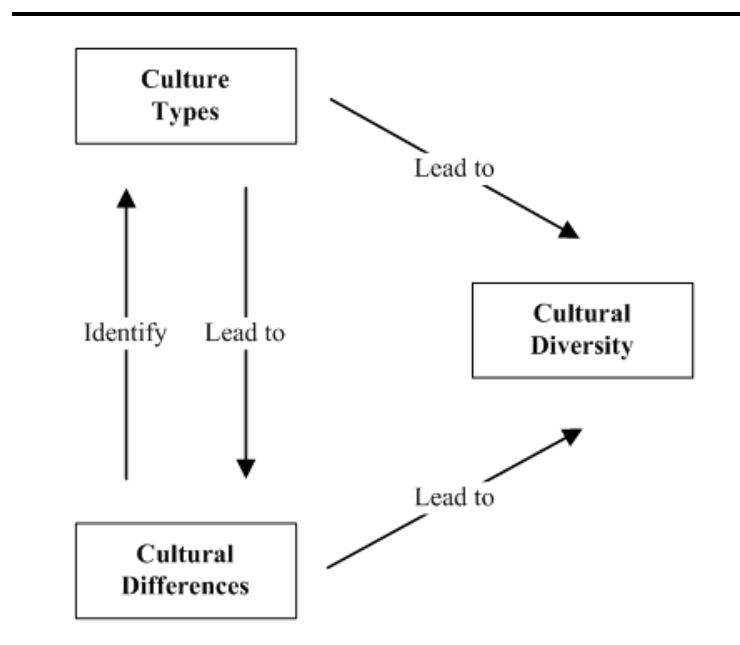 Culture
Types
Lead to
Identify
Lead to
Cultural
Diversity
Lead to
Cultural
Differences